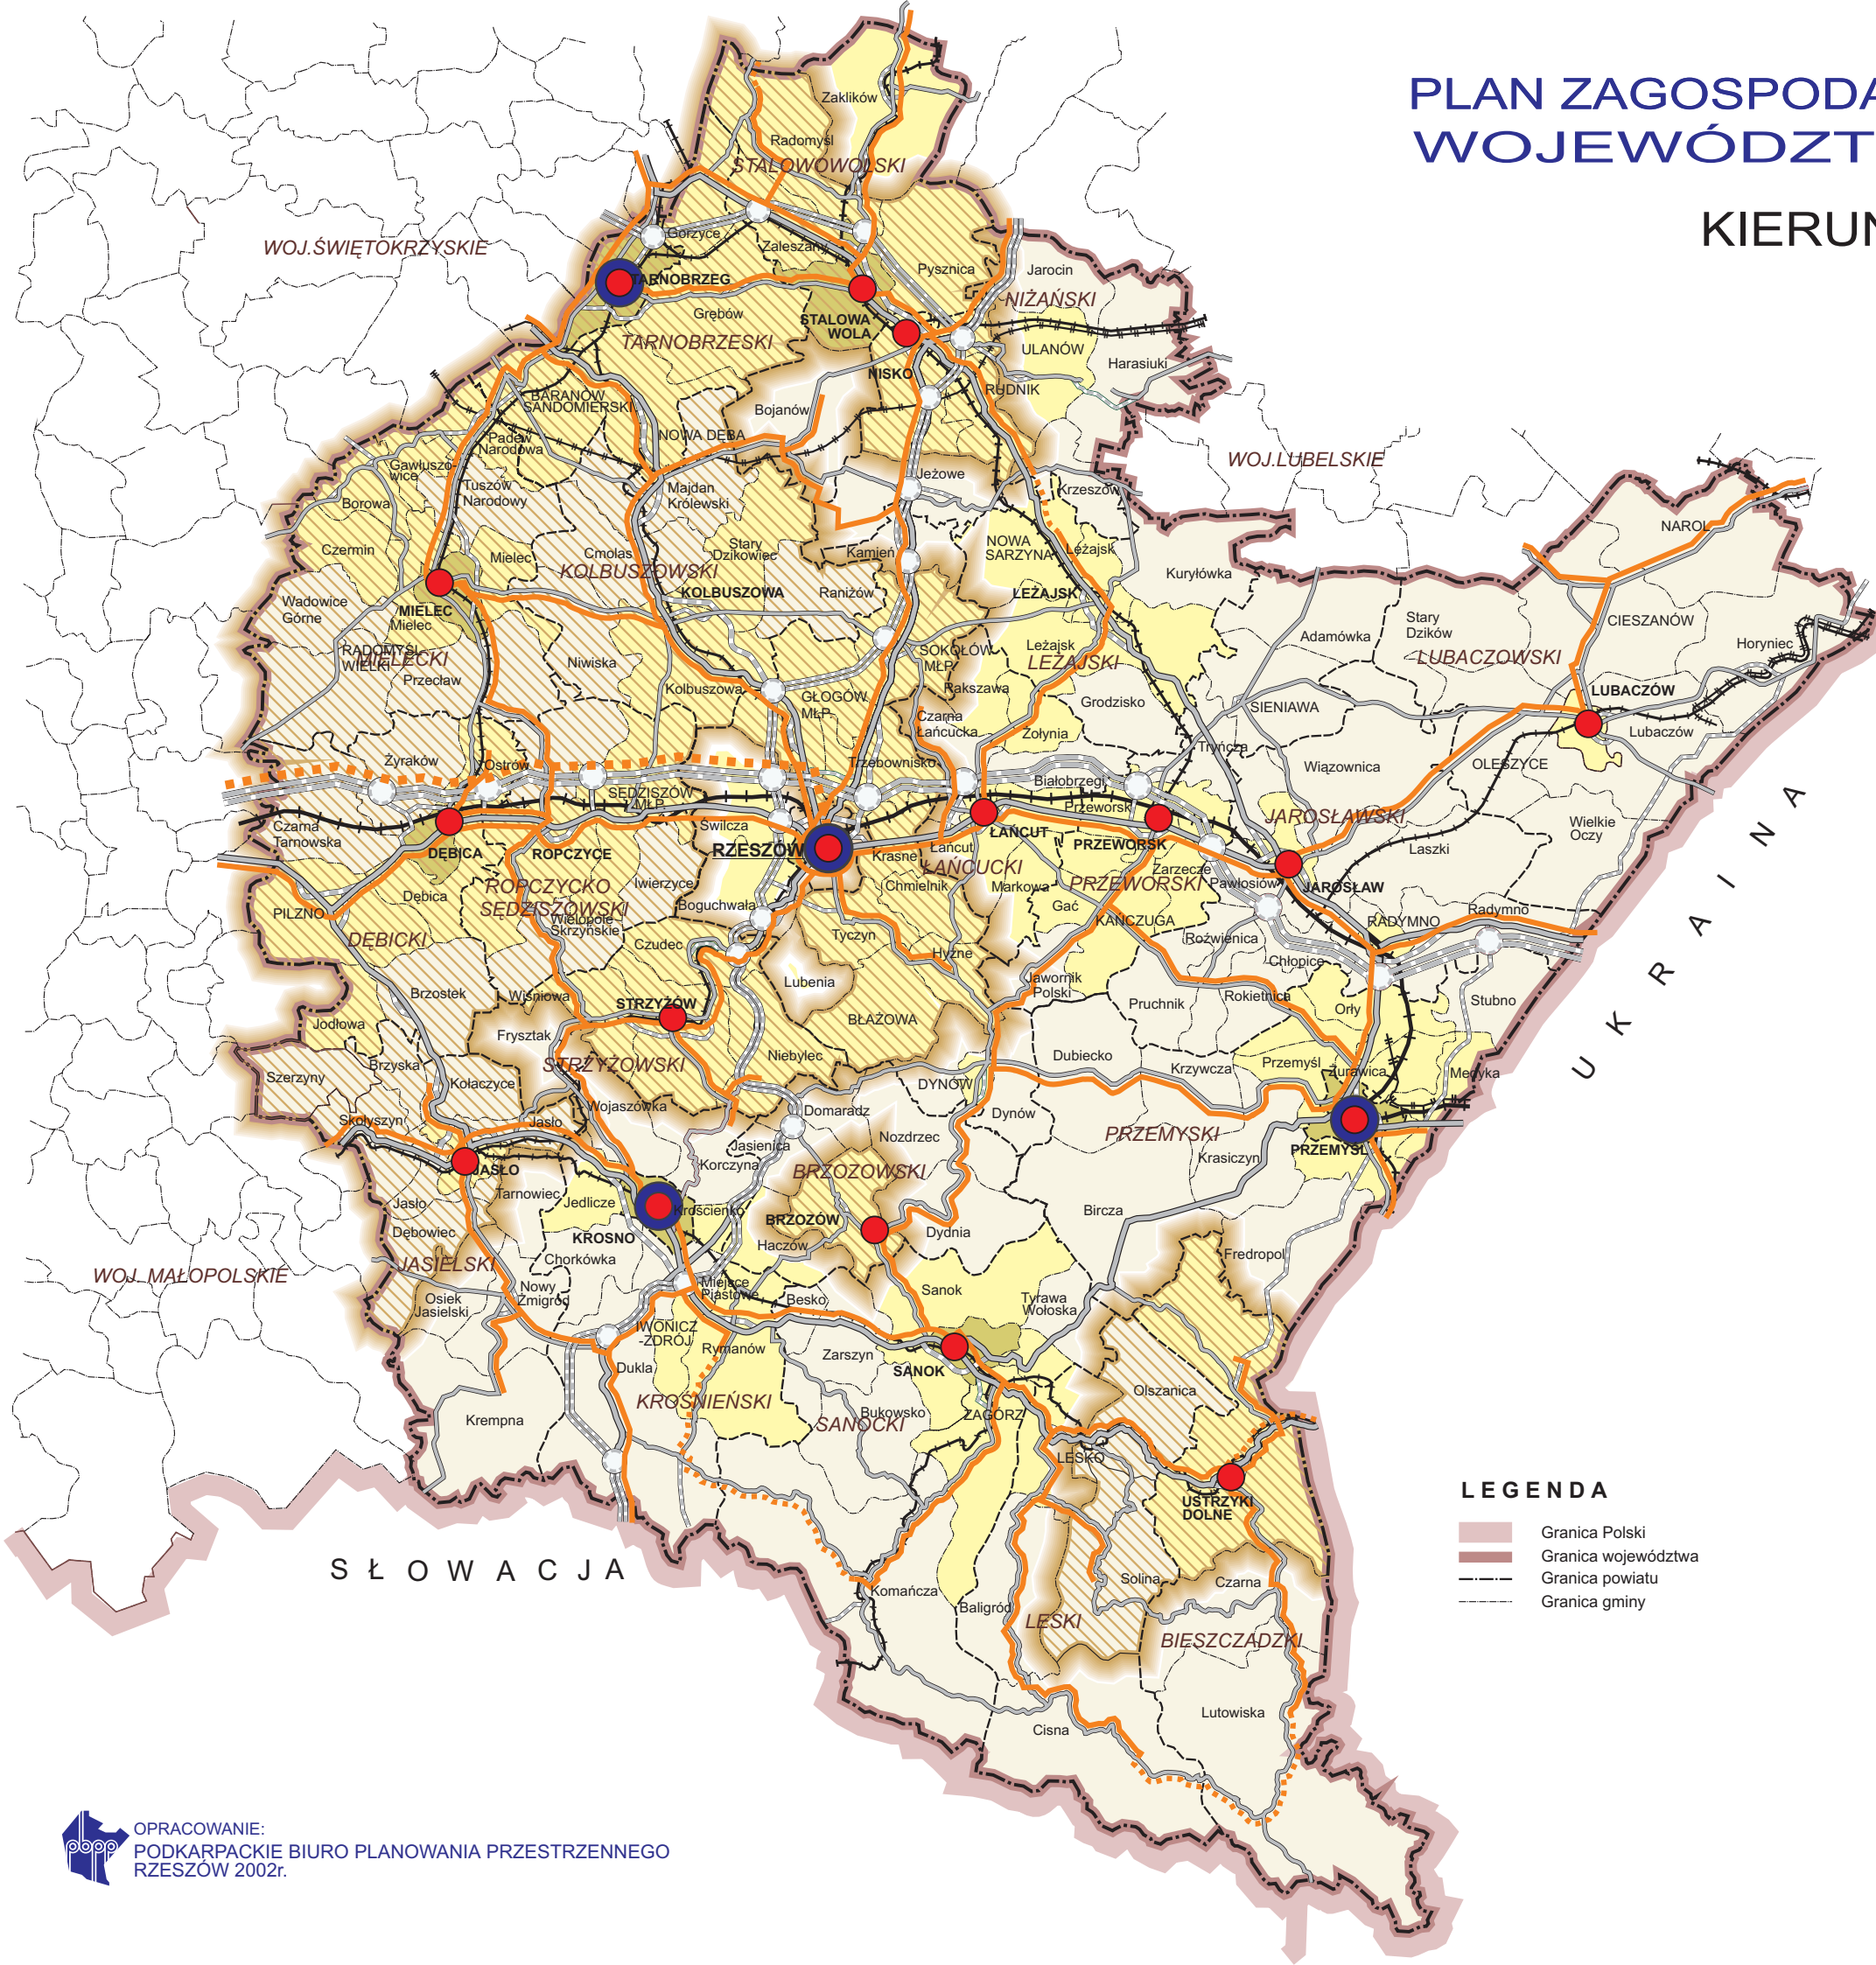 PLAN ZAGOSPODA
WOJEWÓDZT
KIERUN
Zaklików
Radomyśl
STALOWOWOLSKI
WOJ.ŚWIĘTOKRZYSKIE
Gorzyce
Zaleszany
Pysznica
Jarocin
TARNOBRZEG
NIŻAŃSKI
Grębów
STALOWA
WOLA
TARNOBRZESKI
ULANÓW
Harasiuki
NISKO
RUDNIK
BARANÓW
SANDOMIERSKI
Bojanów
Padew
Narodowa
NOWA DĘBA
WOJ.LUBELSKIE
Gawłuszo-
wice
Tuszów
Narodowy
Majdan
Królewski
Jeżowe
Krzeszów
Borowa
NAROL
Czermin
Mielec
Cmolas
Stary
Dzikowiec
Kamień
NOWA
SARZYNA
Leżajsk
KOLBUSZOWSKI
Kuryłówka
Wadowice
Górne
MIELEC
Mielec
KOLBUSZOWA
Raniżów
LEŻAJSK
Adamówka
Stary
Dzików
CIESZANÓW
Horyniec
RADOMYŚL
WIELKI
MIELECKI
Przecław
Niwiska
SOKOŁÓW
MŁP.
Leżajsk
LEŻAJSKI
LUBACZOWSKI
Kolbuszowa
GŁOGÓW
MŁP.
Rakszawa
Grodzisko
SIENIAWA
LUBACZÓW
Czarna
Łańcucka
Żołynia
Lubaczów
Tryńcza
Żyraków
Ostrów
Trzebownisko
Wiązownica
OLESZYCE
SĘDZISZÓW
MŁP.
Białobrzegi
Przeworsk
Czarna
Tarnowska
Świlcza
ŁAŃCUT
JAROSŁAWSKI
Wielkie
Oczy
DĘBICA
ROPCZYCE
RZESZÓW
Krasne
Łańcut
PRZEWORSK
Laszki
ŁAŃCUCKI
Zarzecze
Pawłosiów
JAROSŁAW
Dębica
ROPCZYCKO
SĘDZISZOWSKI
Iwierzyce
Chmielnik
Markowa
PRZEWORSKI
PILZNO
Boguchwała
Gać
KAŃCZUGA
RADYMNO
Radymno
Wielopole
Skrzyńskie
DĘBICKI
Czudec
Tyczyn
Hyżne
Roźwienica
Chłopice
UKRAINA
Lubenia
Jawornik
Polski
Brzostek
Wiśniowa
STRZYŻÓW
Pruchnik
Rokietnica
Orły
Stubno
Jodłowa
Frysztak
BŁAŻOWA
STRZYŻOWSKI
Niebylec
Dubiecko
Przemyśl
Brzyska
Krzywcza
Żurawica
Medyka
Szerzyny
Kołaczyce
DYNÓW
Wojaszówka
Domaradz
Dynów
Skołyszyn
Jasło
Jasienica
Nozdrzec
PRZEMYSKI
PRZEMYŚL
JASŁO
Korczyna
BRZOZOWSKI
Krasiczyn
Tarnowiec
Jasło
Jedlicze
Krościenko
BRZOZÓW
Bircza
Dębowiec
KROSNO
Haczów
Dydnia
Fredropol
Chorkówka
WOJ. MAŁOPOLSKIE
JASIELSKI
Nowy
Żmigród
Miejsce
Piastowe
Besko
Sanok
Tyrawa
Wołoska
Osiek
Jasielski
IWONICZ
-ZDRÓJ
Rymanów
Zarszyn
SANOK
Dukla
Olszanica
KROŚNIEŃSKI
Bukowsko
ZAGÓRZ
SANOCKI
Krempna
LESKO
LEGENDA
USTRZYKI
DOLNE
Granica Polski
Granica województwa
SŁOWACJA
Solina
Czarna
Granica powiatu
Komańcza
Baligród
Granica gminy
LESKI
BIESZCZADZKI
Lutowiska
Cisna
pbpp
OPRACOWANIE:
PODKARPACKIE BIURO PLANOWANIA PRZESTRZENNEGO
RZESZÓW 2002r.